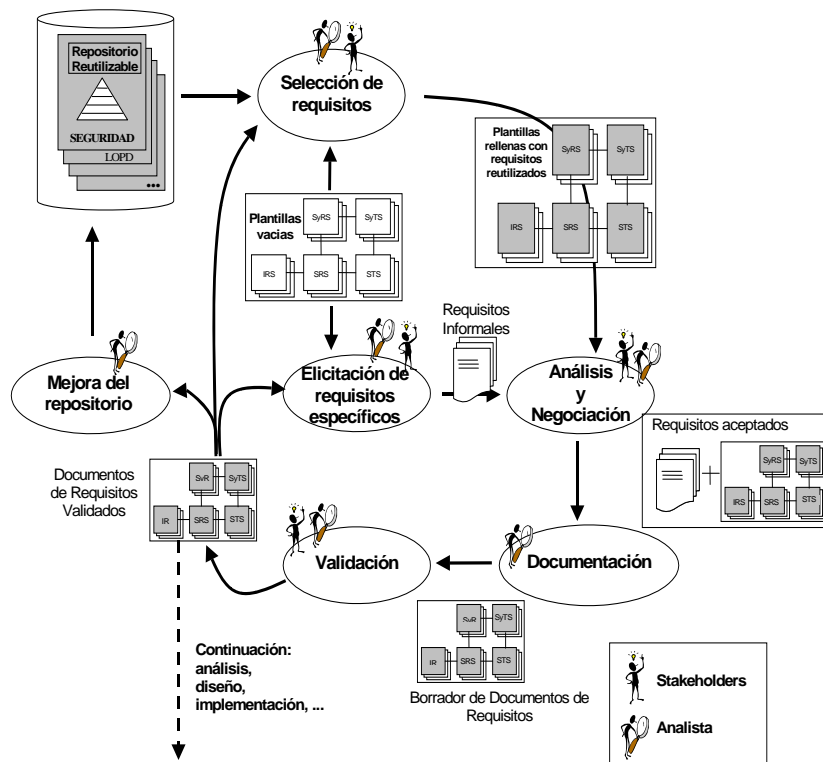 Repositorio
Reutilizable
SEGURIDAD
LOPD
...
Selección de
requisitos
Plantillas
rellenas con
requisitos
reutilizados
SyRS
SyTS
IRS
SRS
STS
Plantillas
vacias
SyRS
SyTS
IRS
SRS
STS
Requisitos
Informales
Mejora del
repositorio
Elicitación de
requisitos
específicos
Análisis
y
Negociación
Requisitos aceptados
SyRS
SyTS
IRS
SRS
STS
+
Documentos
de Requisitos
Validados
SvR
SyTS
IR
SRS
STS
Validación
Documentación
SvR
SyTS
IR
SRS
STS
Borrador de Documentos de
Requisitos
Continuación:
análisis,
diseño,
implementación, ...
Stakeholders
Analista